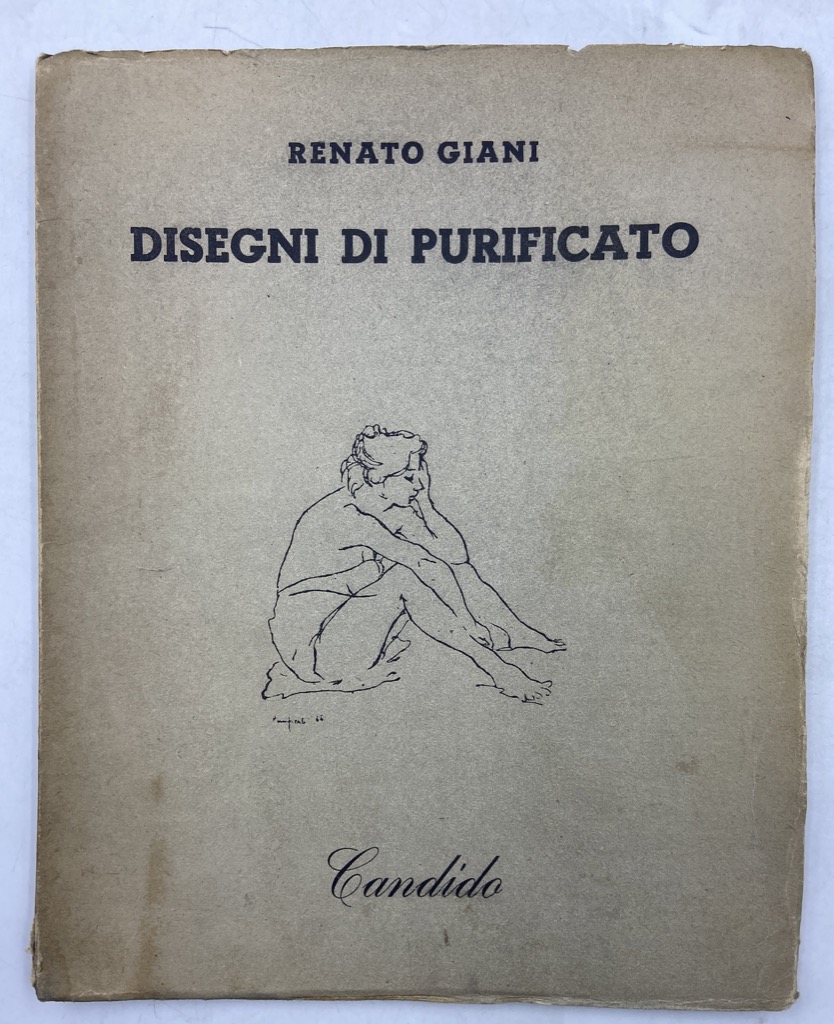 RENATO GIANI
DISEGNI DI PURIFICATO
Candido